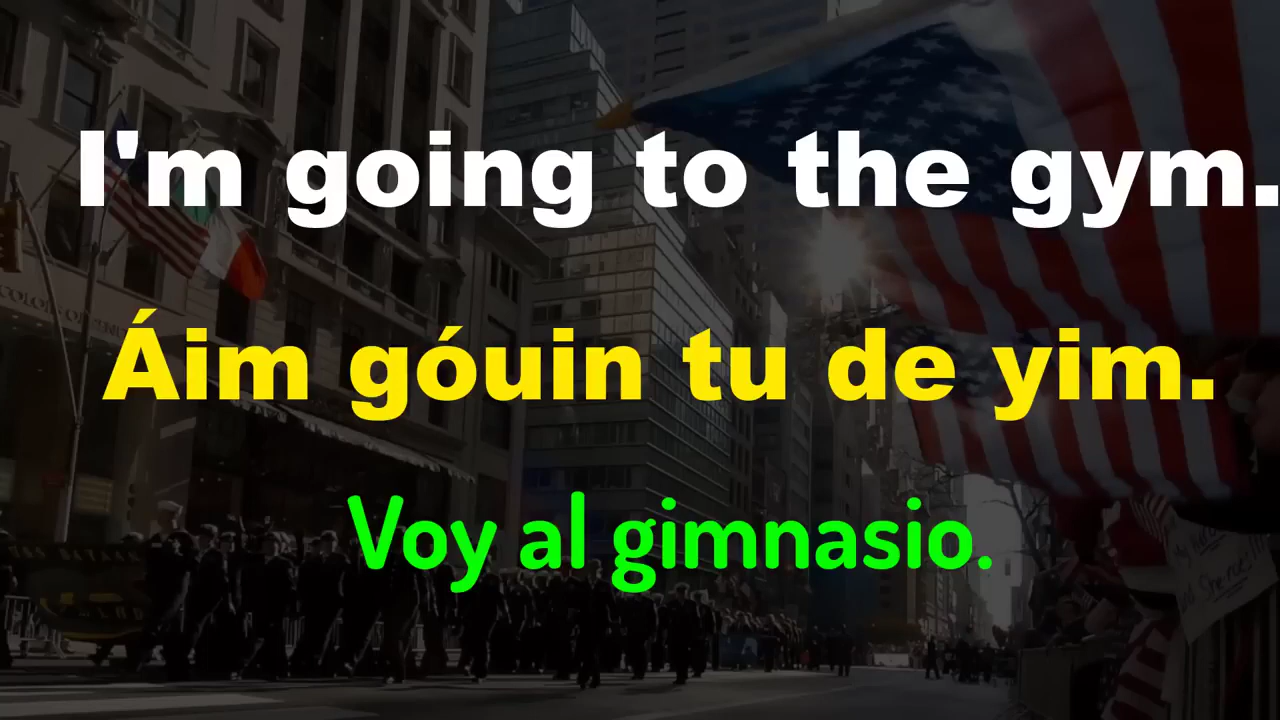 I'm going to the gym.
Áim góuin tu de yim.
Voy al gimnasio.